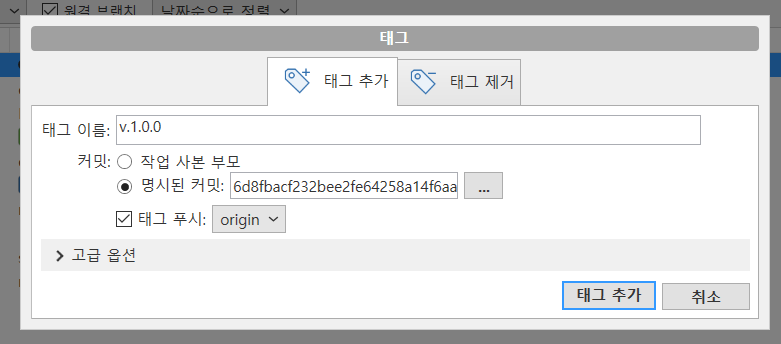 원격 브랜치 날짜순으로 정렬
태그
태그 추가 태그 제거
태그 이름: v.1.0.0
커밋: 작업 사본 부모
명시된 커밋: 6d8fbacf232bee2fe64258a14f6aa ...
태그 푸시: origin
고급 옵션
태그 추가 취소